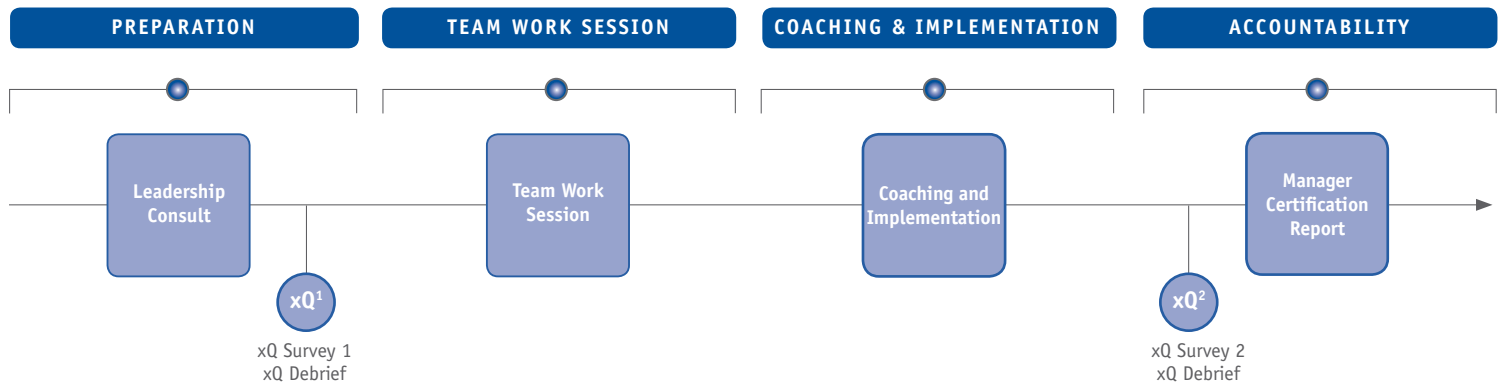 PREPARATION
TEAM WORK SESSION
COACHING & IMPLEMENTATION
ACCOUNTABILITY
Leadership
Consult
Team Work
Session
Coaching and
Implementation
Manager
Certification
Report
xQ¹
xQ Survey 1
xQ Debrief
xQ²
xQ Survey 2
xQ Debrief